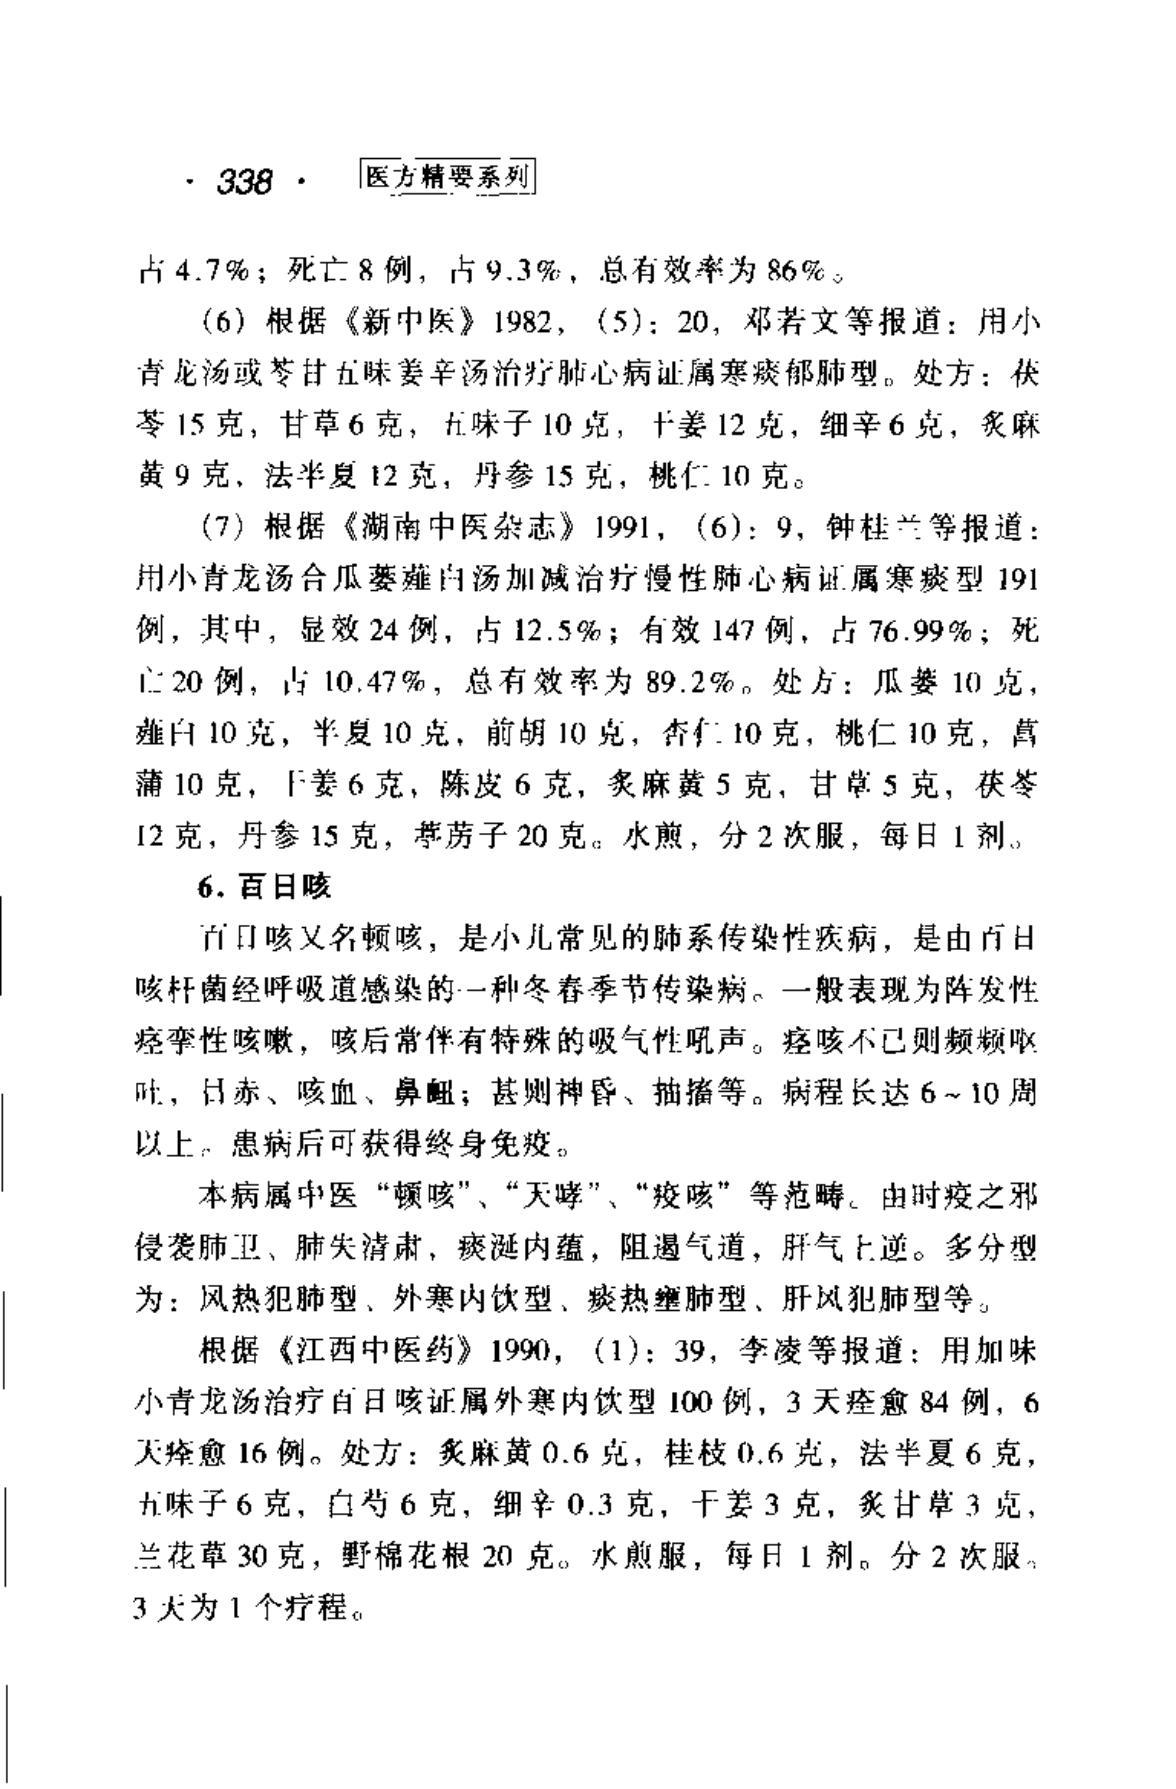 · 338 · 医方精要系列
占 4.7%；死亡 8 例，占 9.3%，总有效率为 86%。
（6）根据《新中医》1982，（5）：20，邓若文等报道：用小
青龙汤或苓甘五味姜辛汤治疗肺心病证属寒痰郁肺型。处方：茯
苓 15 克，甘草 6 克，五味子 10 克，干姜 12 克，细辛 6 克，炙麻
黄 9 克，法半夏 12 克，丹参 15 克，桃仁 10 克。
（7）根据《湖南中医杂志》1991，（6）：9，钟桂兰等报道：
用小青龙汤合瓜蒌薤白汤加减治疗慢性肺心病证属寒痰型 191
例，其中，显效 24 例，占 12.5%；有效 147 例，占 76.99%；死
亡 20 例，占 10.47%，总有效率为 89.2%。处方：瓜蒌 10 克，
薤白 10 克，半夏 10 克，前胡 10 克，杏仁 10 克，桃仁 10 克，菖
蒲 10 克，干姜 6 克，陈皮 6 克，炙麻黄 5 克，甘草 5 克，茯苓
12 克，丹参 15 克，葶苈子 20 克。水煎，分 2 次服，每日 1 剂。
6. 百日咳
百日咳又名顿咳，是小儿常见的肺系传染性疾病，是由百日
咳杆菌经呼吸道感染的一种冬春季节传染病。一般表现为阵发性
痉挛性咳嗽，咳后常伴有特殊的吸气性吼声。痉咳不已则频频呕
吐，目赤、咳血、鼻衄；甚则神昏、抽搐等。病程长达 6~10 周
以上。患病后可获得终身免疫。
本病属中医“顿咳”、“天哮”、“疫咳”等范畴。由时疫之邪
侵袭肺卫、肺失清肃，痰涎内蕴，阻遏气道，肝气上逆。多分型
为：风热犯肺型、外寒内饮型、痰热壅肺型、肝风犯肺型等。
根据《江西中医药》1990，（1）：39，李凌等报道：用加味
小青龙汤治疗百日咳证属外寒内饮型 100 例，3 天痊愈 84 例，6
天痊愈 16 例。处方：炙麻黄 0.6 克，桂枝 0.6 克，法半夏 6 克，
五味子 6 克，白芍 6 克，细辛 0.3 克，干姜 3 克，炙甘草 3 克，
兰花草 30 克，野棉花根 20 克。水煎服，每日 1 剂。分 2 次服。
3 天为 1 个疗程。